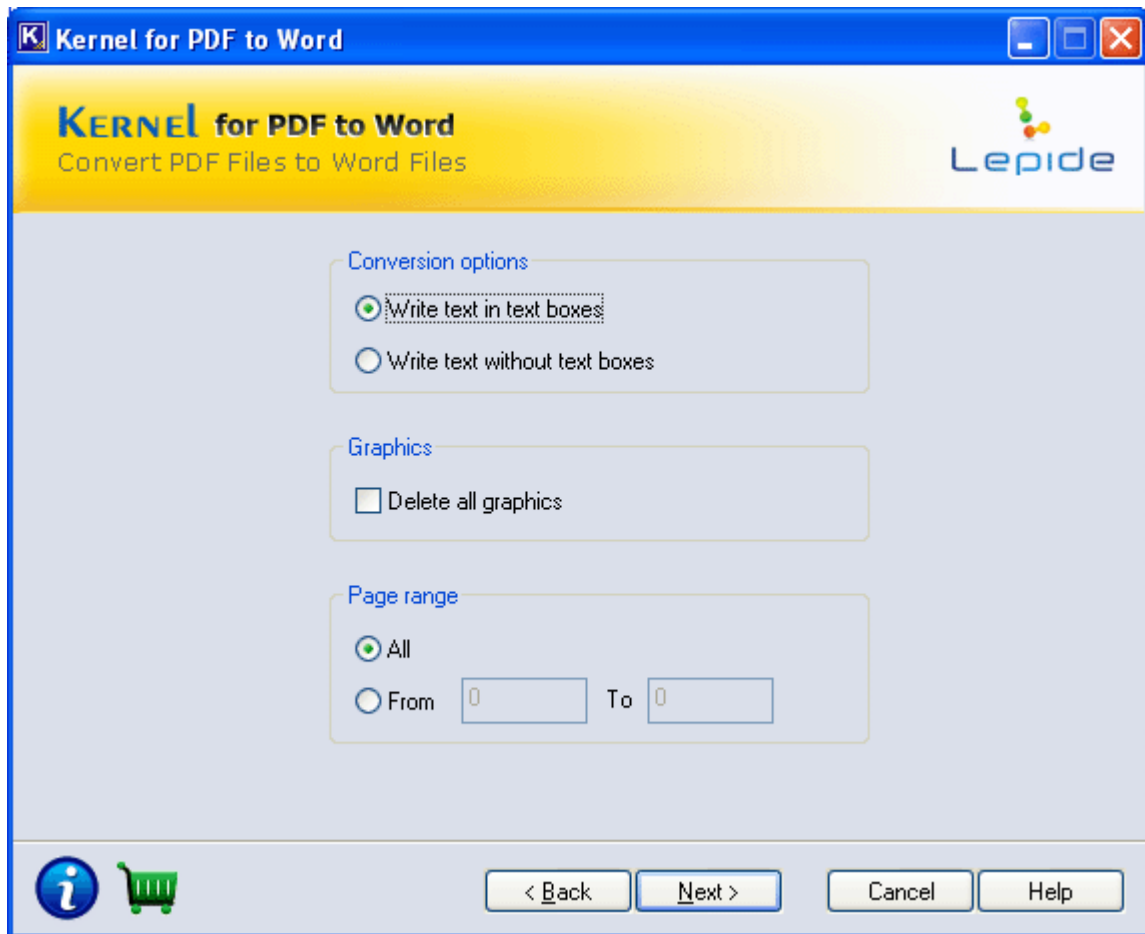 Kernel for PDF to Word
KERNEL for PDF to Word
Convert PDF Files to Word Files
Lepide
Conversion options
Write text in text boxes
Write text without text boxes
Graphics
Delete all graphics
Page range
All
From 0 To 0
< Back Next > Cancel Help